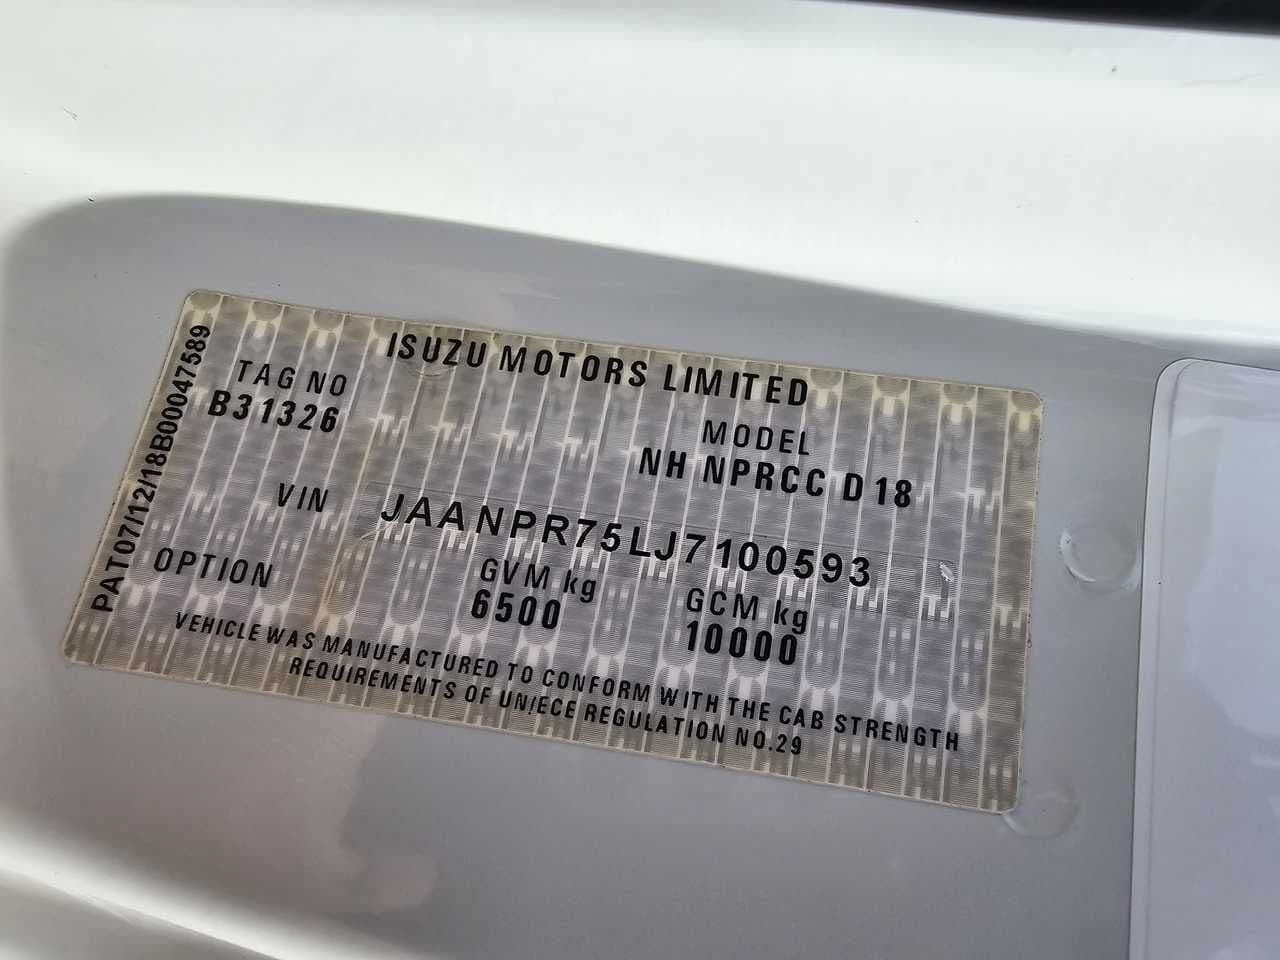 ISUZU MOTORS LIMITED
TAG NO
B31326
MODEL
NH NPRCC D18
VIN
JAANPR75LJ7100593
OPTION
GVM kg
6500
GCM kg
10000
VEHICLE WAS MANUFACTURED TO CONFORM WITH THE CAB STRENGTH
REQUIREMENTS OF UN/ECE REGULATION NO.29
PAT07/12/18B00047589